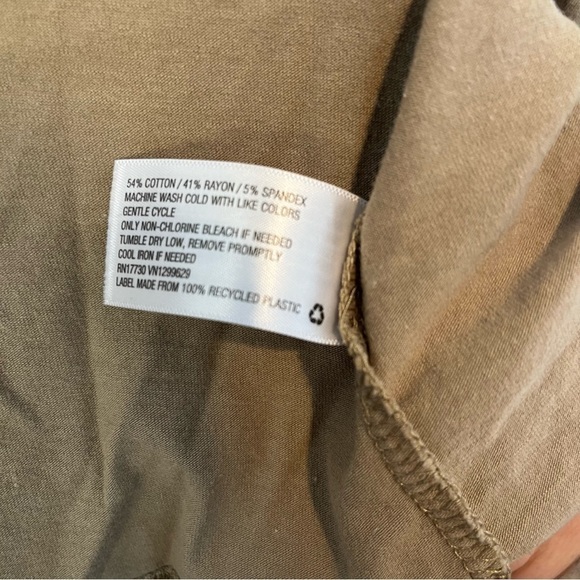 54% COTTON / 41% RAYON / 5% SPANDEX
MACHINE WASH COLD WITH LIKE COLORS
GENTLE CYCLE
ONLY NON-CHLORINE BLEACH IF NEEDED
TUMBLE DRY LOW, REMOVE PROMPTLY
COOL IRON IF NEEDED
RN17730 VN1299629
LABEL MADE FROM 100% RECYCLED PLASTIC